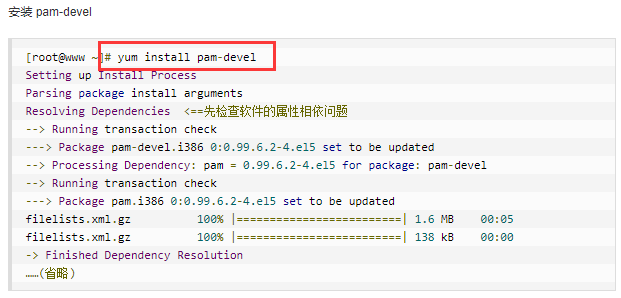 安装 pam-devel
[root@www ~]# yum install pam-devel
Setting up Install Process
Parsing package install arguments
Resolving Dependencies  <==先检查软件的属性相依问题
--> Running transaction check
---> Package pam-devel.i386 0:0.99.6.2-4.el5 set to be updated
--> Processing Dependency: pam = 0.99.6.2-4.el5 for package: pam-devel
--> Running transaction check
---> Package pam.i386 0:0.99.6.2-4.el5 set to be updated
filelists.xml.gz          100% |=========================| 1.6 MB    00:05
filelists.xml.gz          100% |=========================| 138 kB    00:00
-> Finished Dependency Resolution
……(省略)